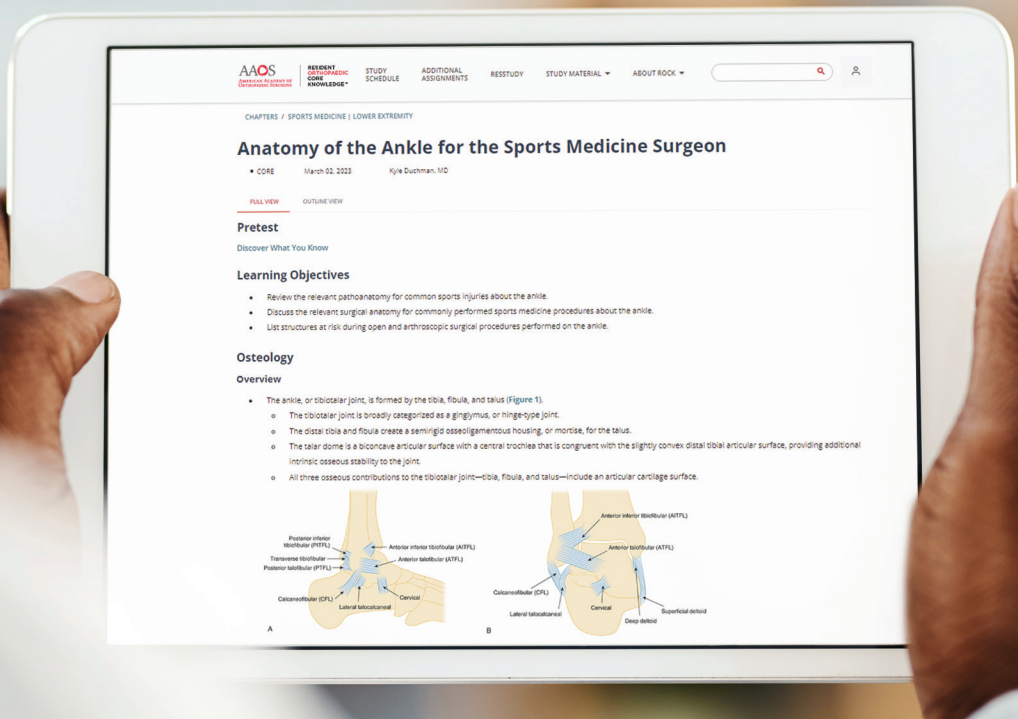 AAOS
AMERICAN ACADEMY OF
ORTHOPAEDIC SURGEONS
RESIDENT
ORTHOPAEDIC
CORE
KNOWLEDGE
STUDY
SCHEDULE
ADDITIONAL
ASSIGNMENTS
RESSTUDY
STUDY MATERIAL
ABOUT ROCK
CHAPTERS / SPORTS MEDICINE | LOWER EXTREMITY
Anatomy of the Ankle for the Sports Medicine Surgeon
• CORE March 02, 2023 Kyle Duchman, MD
FULL VIEW OUTLINE VIEW
Pretest
Discover What You Know
Learning Objectives
• Review the relevant pathoanatomy for common sports injuries about the ankle.
• Discuss the relevant surgical anatomy for commonly performed sports medicine procedures about the ankle.
• List structures at risk during open and arthroscopic surgical procedures performed on the ankle.
Osteology
Overview
• The ankle, or tibiotalar joint, is formed by the tibia, fibula, and talus (Figure 1).
o The tibiotalar joint is broadly categorized as a ginglymus, or hinge-type joint.
o The distal tibia and fibula create a semirigid osseoligamentous housing, or mortise, for the talus.
o The talar dome is a biconcave articular surface with a central trochlea that is congruent with the slightly convex distal tibial articular surface, providing additional
intrinsic osseous stability to the joint.
o All three osseous contributions to the tibiotalar joint—tibia, fibula, and talus—include an articular cartilage surface.
Posterior inferior
tibiofibular (PITFL)
Transverse tibiofibular
Posterior talofibular (PTFL)
Calcaneofibular (CFL)
Lateral talocalcaneal
Cervical
Anterior inferior tibiofibular (AITFL)
Anterior talofibular (ATFL)
A
Anterior inferior tibiofibular (AITFL)
Anterior talofibular (ATFL)
Calcaneofibular (CFL)
Lateral talocalcaneal
Cervical
Deep deltoid
Superficial deltoid
B